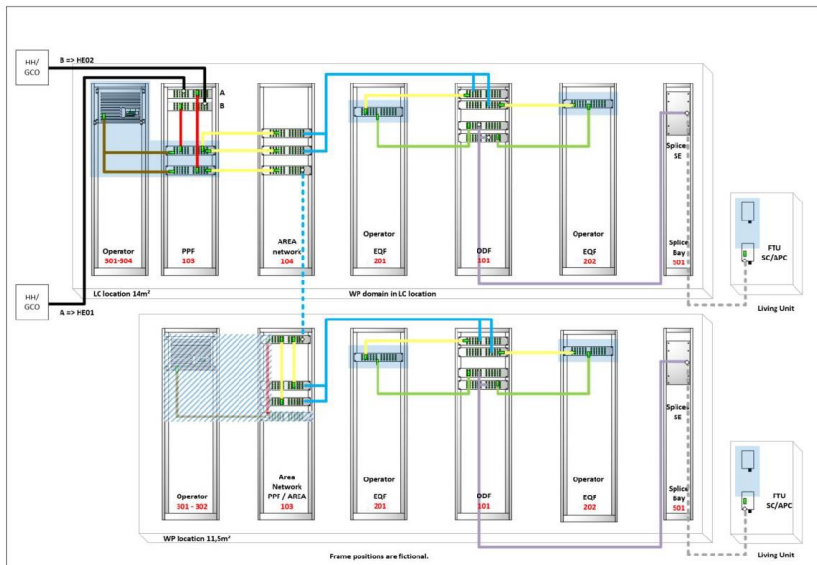 HH/
GCO
B => HE02
A
B
Operator
301-304
PPF
103
AREA
network
104
Operator
EQF
201
ODF
101
Operator
EQF
202
Splices
SE
Splice
Bay
501
FTU
SC/APC
Living Unit
LC location 14m²
WP domain in LC location
HH/
GCO
A => HE01
Operator
301 - 302
Area
Network
PPF / AREA
103
Operator
EQF
201
ODF
101
Operator
EQF
202
Splices
SE
Splice
Bay
501
FTU
SC/APC
Living Unit
WP location 11,5m²
Frame positions are fictional.